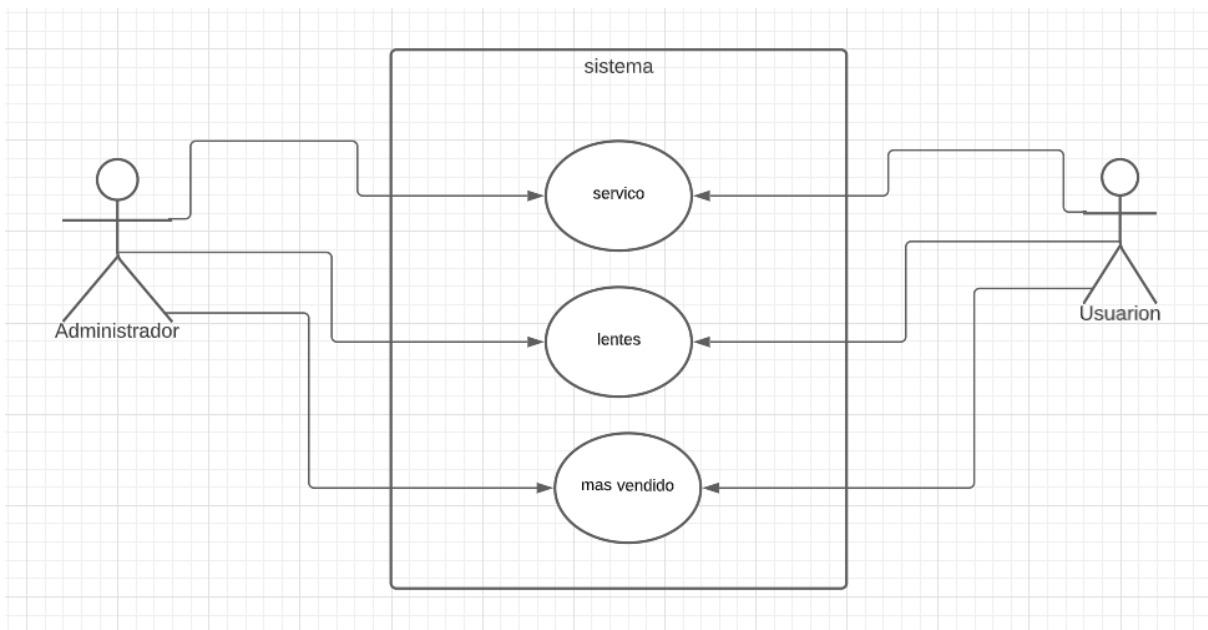 sistema
servico
lentes
Administrador
Usuarion
mas vendido